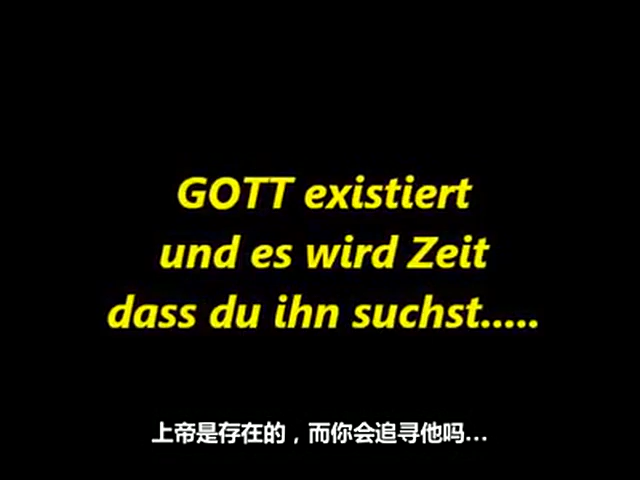 GOTT existiert
und es wird Zeit
dass du ihn suchst.....
上帝是存在的，而你会追寻他吗...